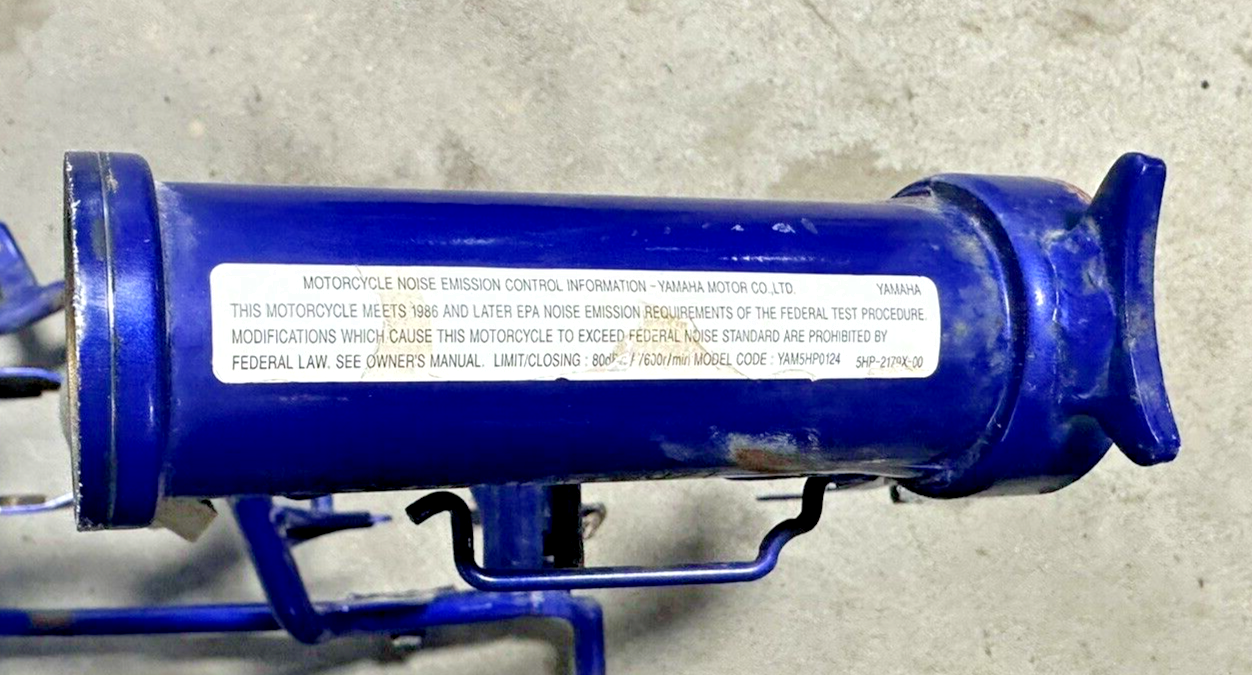 MOTORCYCLE NOISE EMISSION CONTROL INFORMATION - YAMAHA MOTOR CO.,LTD. YAMAHA
THIS MOTORCYCLE MEETS 1986 AND LATER EPA NOISE EMISSION REQUIREMENTS OF THE FEDERAL TEST PROCEDURE.
MODIFICATIONS WHICH CAUSE THIS MOTORCYCLE TO EXCEED FEDERAL NOISE STANDARD ARE PROHIBITED BY
FEDERAL LAW. SEE OWNER'S MANUAL. LIMIT/CLOSING : MODEL CODE : YAM5HP0124